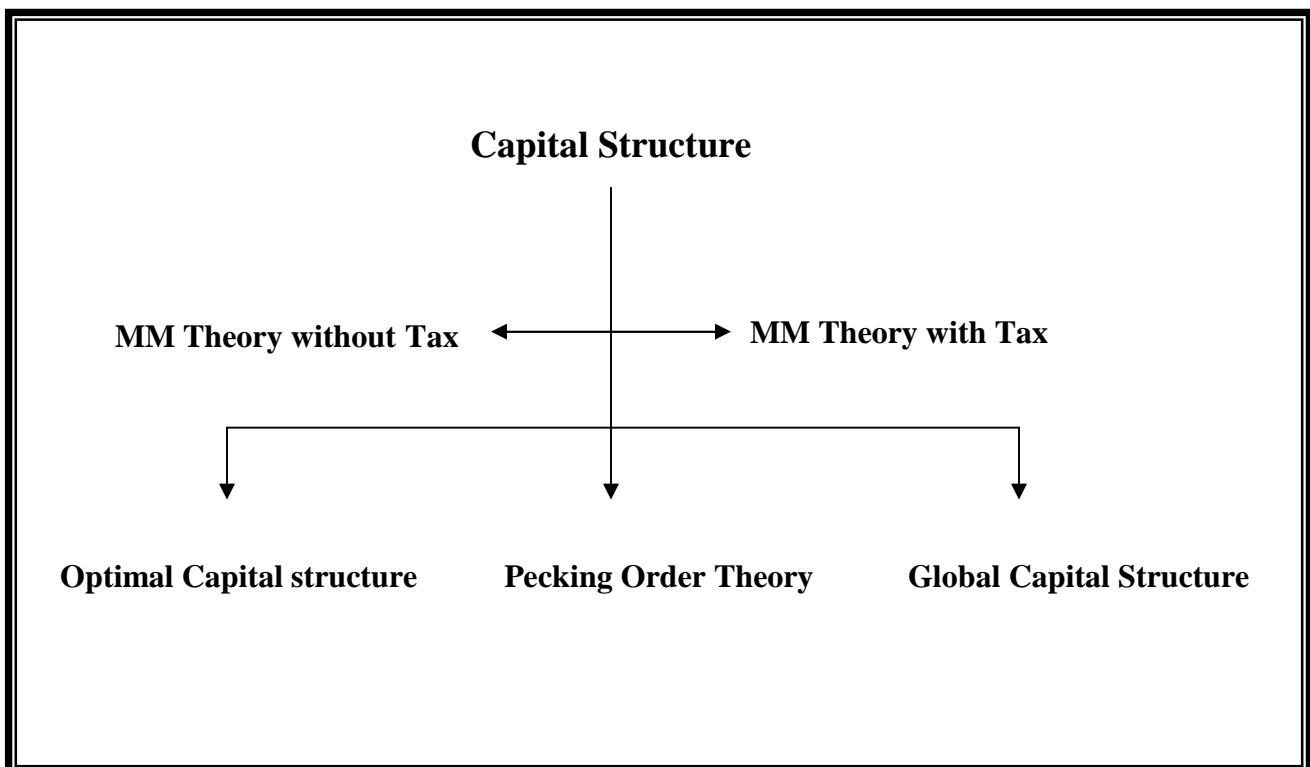 Capital Structure
MM Theory without Tax
MM Theory with Tax
Optimal Capital structure
Pecking Order Theory
Global Capital Structure